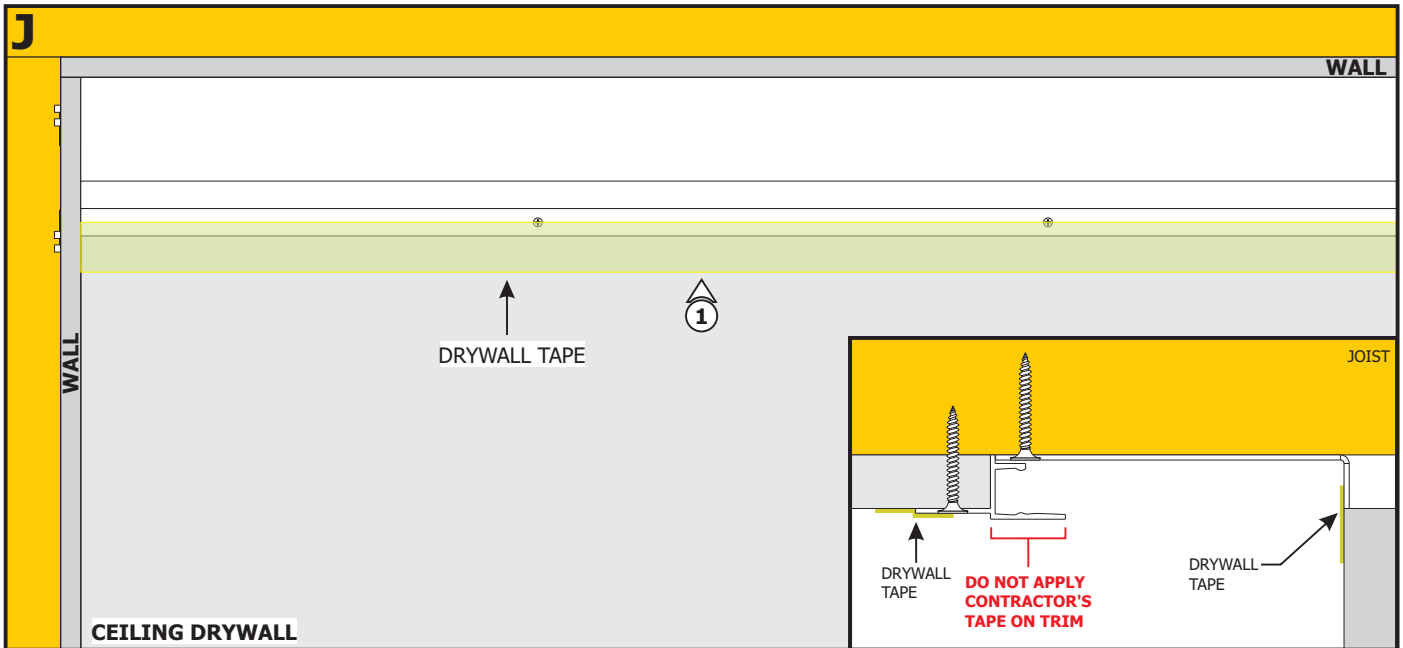 J
WALL
WALL
DRYWALL TAPE
1
CEILING DRYWALL
JOIST
DRYWALL
TAPE
DO NOT APPLY
CONTRACTOR'S
TAPE ON TRIM
DRYWALL
TAPE